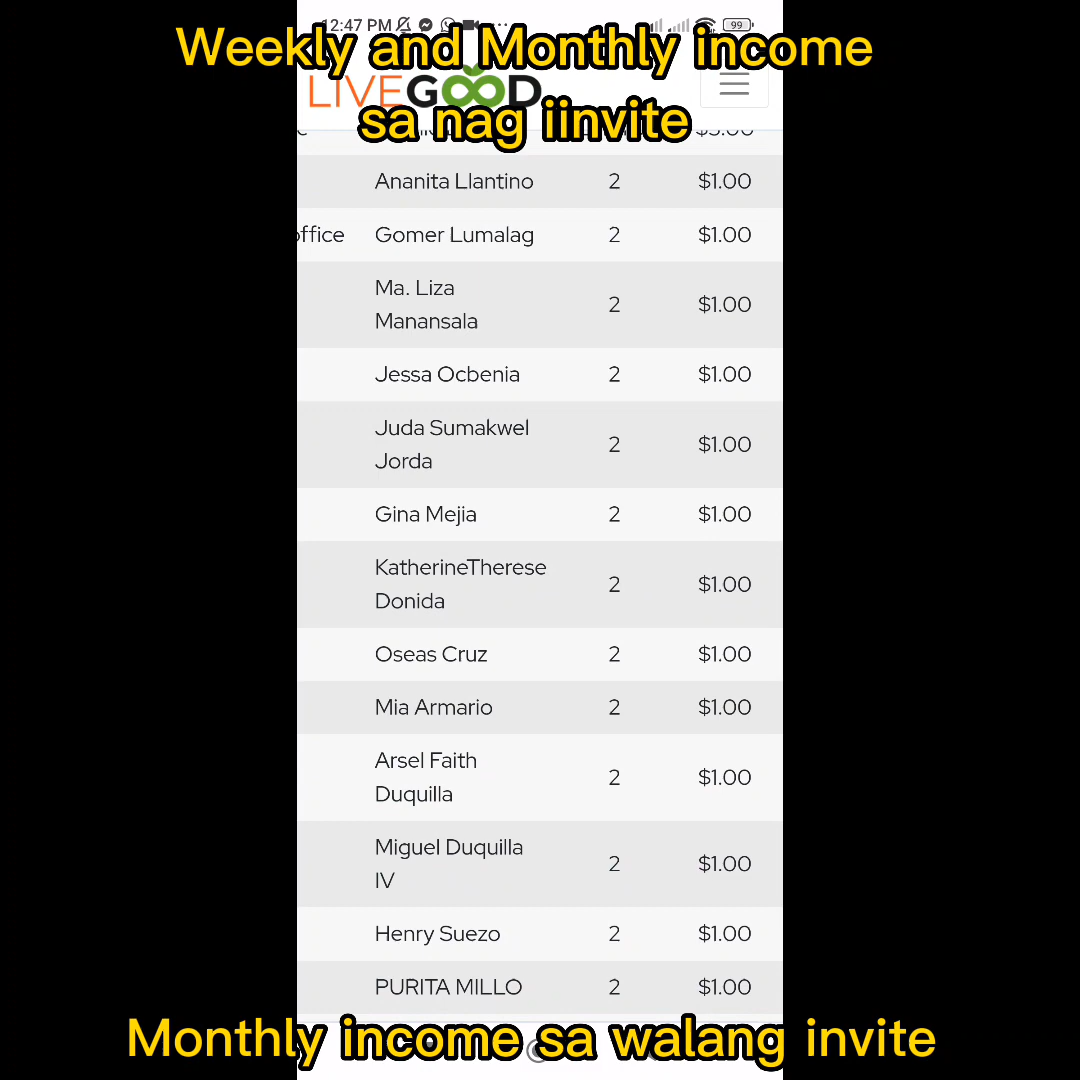 12:47 PM
99
Weekly and Monthly income
LIVEGOOD
sa nag iinvite
Ananita Llantino 2 $1.00
office Gomer Lumalag 2 $1.00
Ma. Liza
Manansala 2 $1.00
Jessa Ocbenia 2 $1.00
Juda Sumakwel
Jorda 2 $1.00
Gina Mejia 2 $1.00
KatherineTherese
Donida 2 $1.00
Oseas Cruz 2 $1.00
Mia Armario 2 $1.00
Arsel Faith
Duquilla 2 $1.00
Miguel Duquilla
IV 2 $1.00
Henry Suezo 2 $1.00
PURITA MILLO 2 $1.00
Monthly income sa walang invite